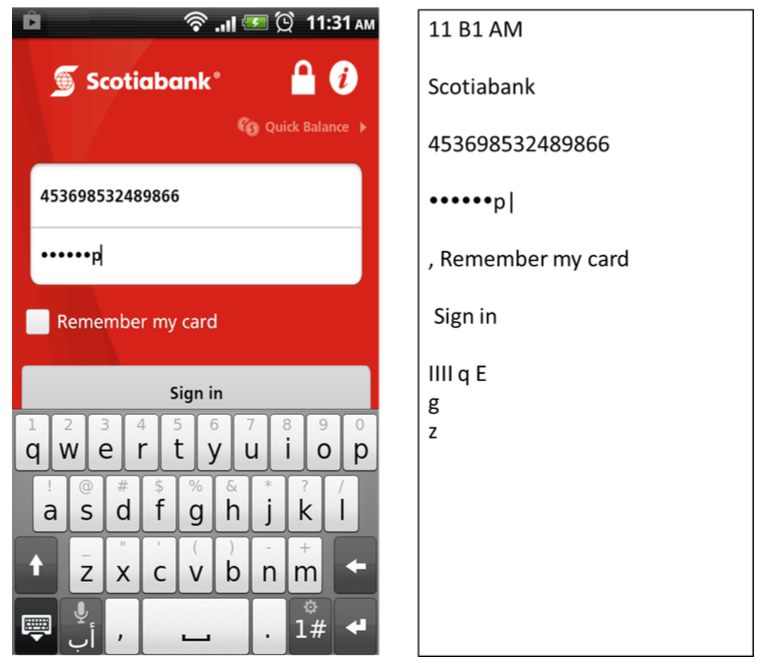 11:31 AM
Scotiabank®
Quick Balance
453698532489866
••••••p
Remember my card
Sign in
1 2 3 4 5 6 7 8 9 0
q w e r t y u i o p
! @ # $ % & * ? /
a s d f g h j k l
_ " ' ( ) - +
z x c v b n m
أب , . 1#
11 B1 AM
Scotiabank
453698532489866
••••••p|
, Remember my card
Sign in
IIII q E
g
z